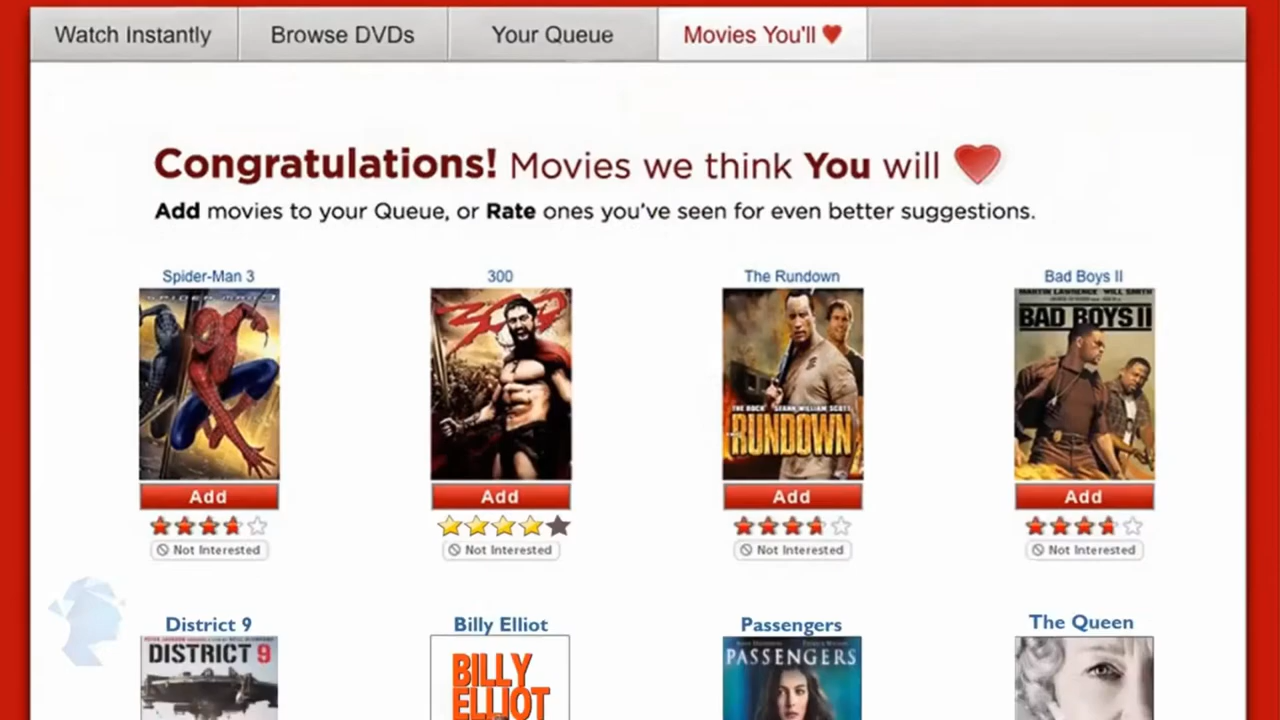 Watch Instantly
Browse DVDs
Your Queue
Movies You'll
Congratulations! Movies we think You will
Add movies to your Queue, or Rate ones you've seen for even better suggestions.
Spider-Man 3
300
The Rundown
Bad Boys II
SPIDER-MAN 3
300
THE ROCK SEANN WILLIAM SCOTT
RUNDOWN
MARTIN LAWRENCE WILL SMITH
BAD BOYS II
Add
Add
Add
Add
Not Interested
Not Interested
Not Interested
Not Interested
District 9
Billy Elliot
Passengers
The Queen
DISTRICT 9
BILLY
ELLIOT
PASSENGERS